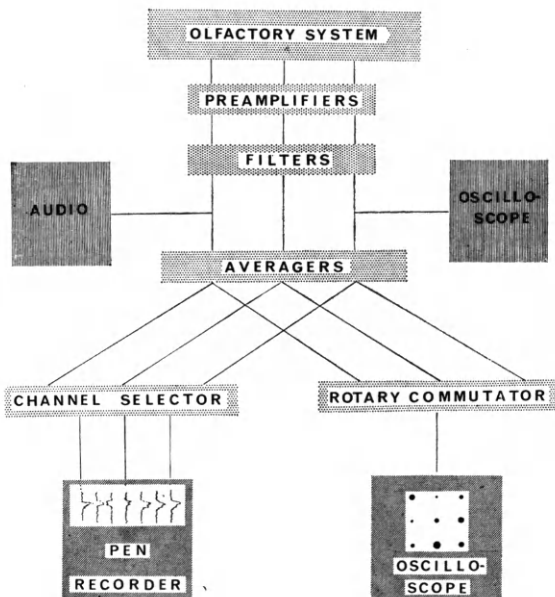 OLFACTORY SYSTEM
PREAMPLIFIERS
FILTERS
AUDIO
OSCILLO-
SCOPE
AVERAGERS
CHANNEL SELECTOR
ROTARY COMMUTATOR
PEN
RECORDER
OSCILLO-
SCOPE